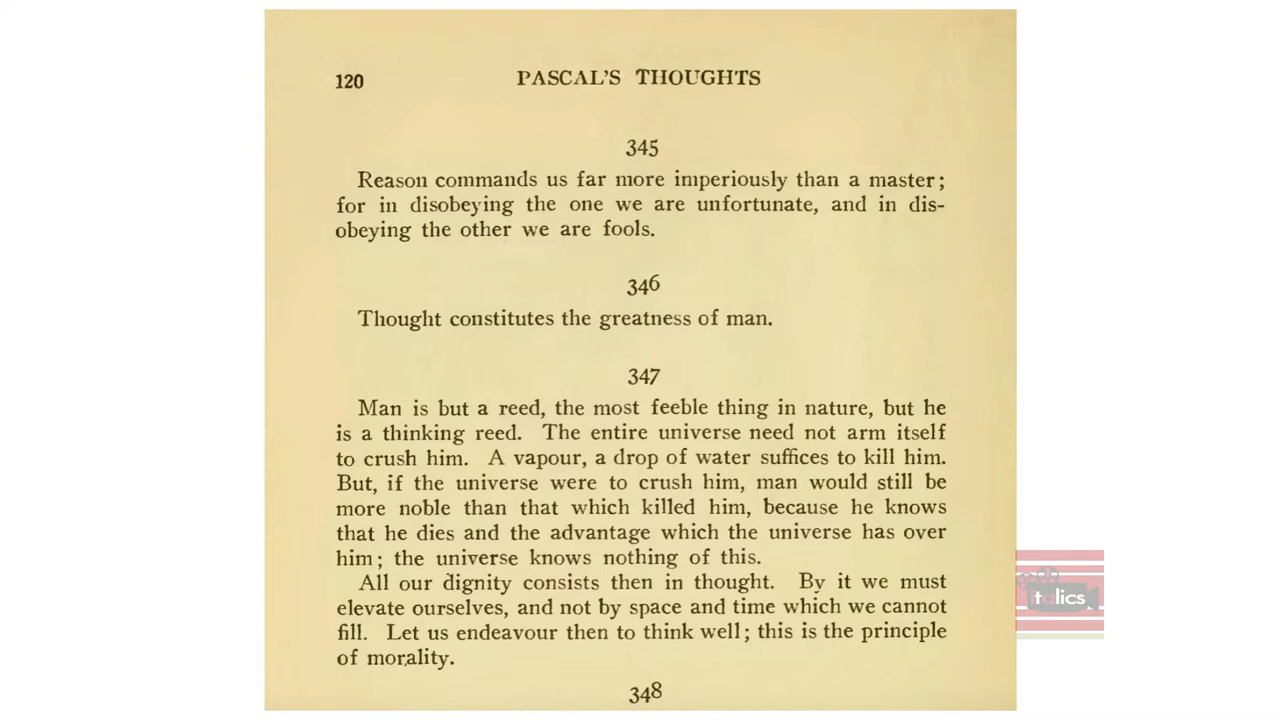 120 PASCAL'S THOUGHTS
345
Reason commands us far more imperiously than a master;
for in disobeying the one we are unfortunate, and in dis-
obeying the other we are fools.
346
Thought constitutes the greatness of man.
347
Man is but a reed, the most feeble thing in nature, but he
is a thinking reed. The entire universe need not arm itself
to crush him. A vapour, a drop of water suffices to kill him.
But, if the universe were to crush him, man would still be
more noble than that which killed him, because he knows
that he dies and the advantage which the universe has over
him; the universe knows nothing of this.
All our dignity consists then in thought. By it we must
elevate ourselves, and not by space and time which we cannot
fill. Let us endeavour then to think well; this is the principle
of morality.
348
italics